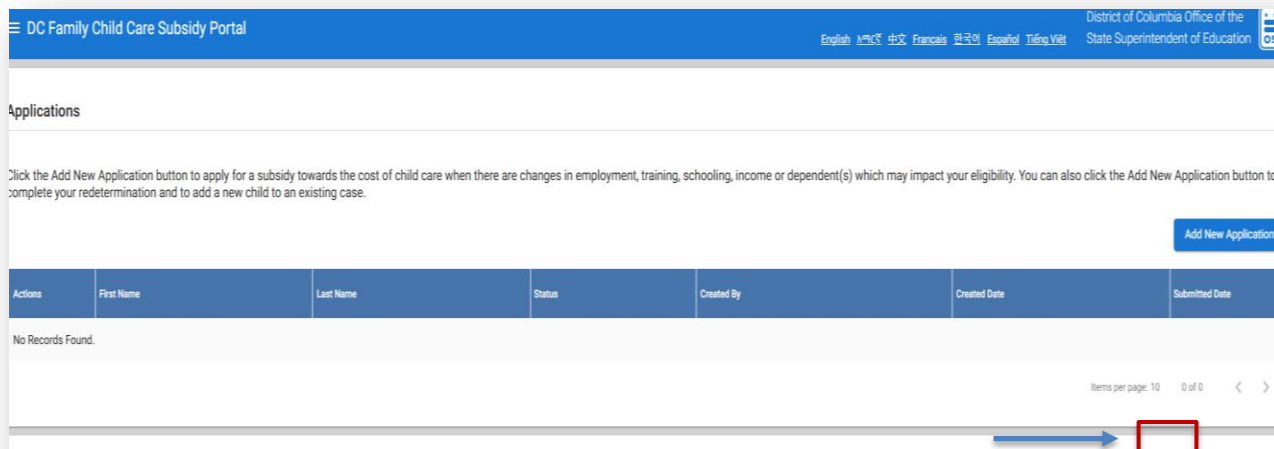 DC Family Child Care Subsidy Portal
English አማርኛ 中文 Français 한국어 Español Tiếng Việt
District of Columbia Office of the
State Superintendent of Education
Applications
Click the Add New Application button to apply for a subsidy towards the cost of child care when there are changes in employment, training, schooling, income or dependent(s) which may impact your eligibility. You can also click the Add New Application button to
complete your redetermination and to add a new child to an existing case.
Add New Application
Actions First Name Last Name Status Created By Created Date Submitted Date
No Records Found.
Items per page: 10 0 of 0